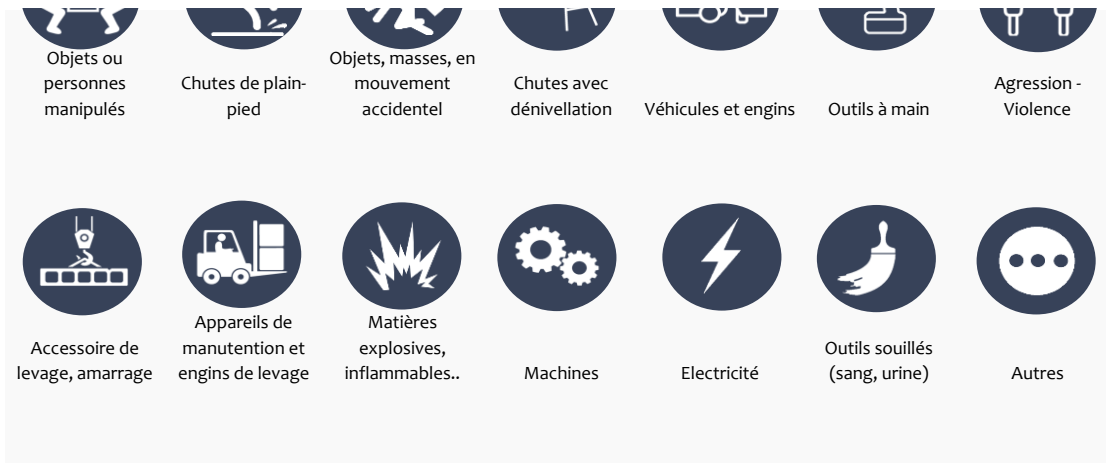 Objets ou
personnes
manipulés
Chutes de plain-
pied
Objets, masses, en
mouvement
accidentel
Chutes avec
dénivellation
Véhicules et engins
Outils à main
Agression -
Violence
Accessoire de
levage, amarrage
Appareils de
manutention et
engins de levage
Matières
explosives,
inflammables..
Machines
Electricité
Outils souillés
(sang, urine)
Autres